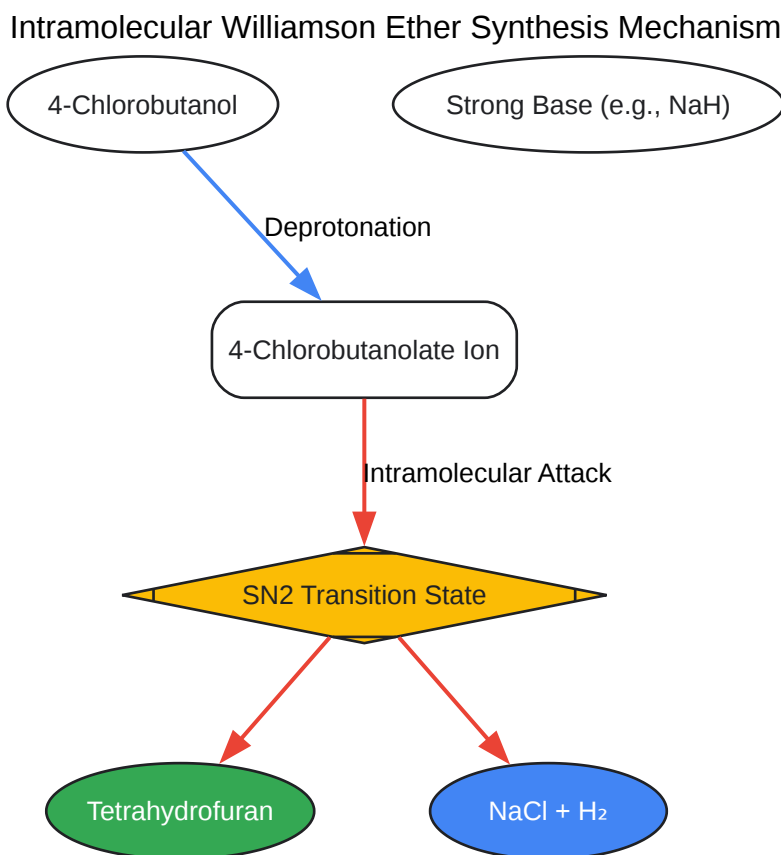 Intramolecular Williamson Ether Synthesis Mechanism
4-Chlorobutanol
Strong Base (e.g., NaH)
Deprotonation
4-Chlorobutanolate Ion
Intramolecular Attack
SN2 Transition State
Tetrahydrofuran
NaCl + H₂